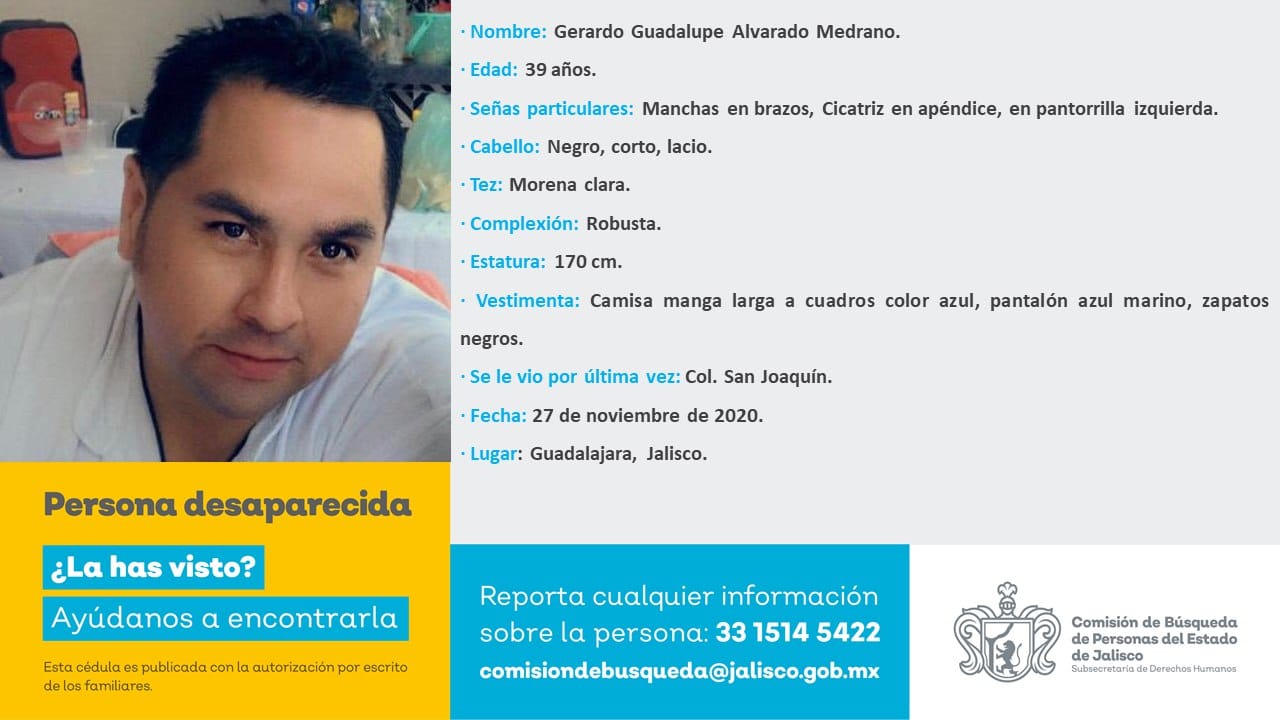 · Nombre: Gerardo Guadalupe Alvarado Medrano.
· Edad: 39 años.
· Señas particulares: Manchas en brazos, Cicatriz en apéndice, en pantorrilla izquierda.
· Cabello: Negro, corto, lacio.
· Tez: Morena clara.
· Complexión: Robusta.
· Estatura: 170 cm.
· Vestimenta: Camisa manga larga a cuadros color azul, pantalón azul marino, zapatos
negros.
· Se le vio por última vez: Col. San Joaquín.
· Fecha: 27 de noviembre de 2020.
· Lugar: Guadalajara, Jalisco.
Persona desaparecida
¿La has visto?
Ayúdanos a encontrarla
Esta cédula es publicada con la autorización por escrito
de los familiares.
Reporta cualquier información
sobre la persona: 33 1514 5422
comisiondebusqueda@jalisco.gob.mx
Comisión de Búsqueda
de Personas del Estado
de Jalisco
Subsecretaría de Derechos Humanos